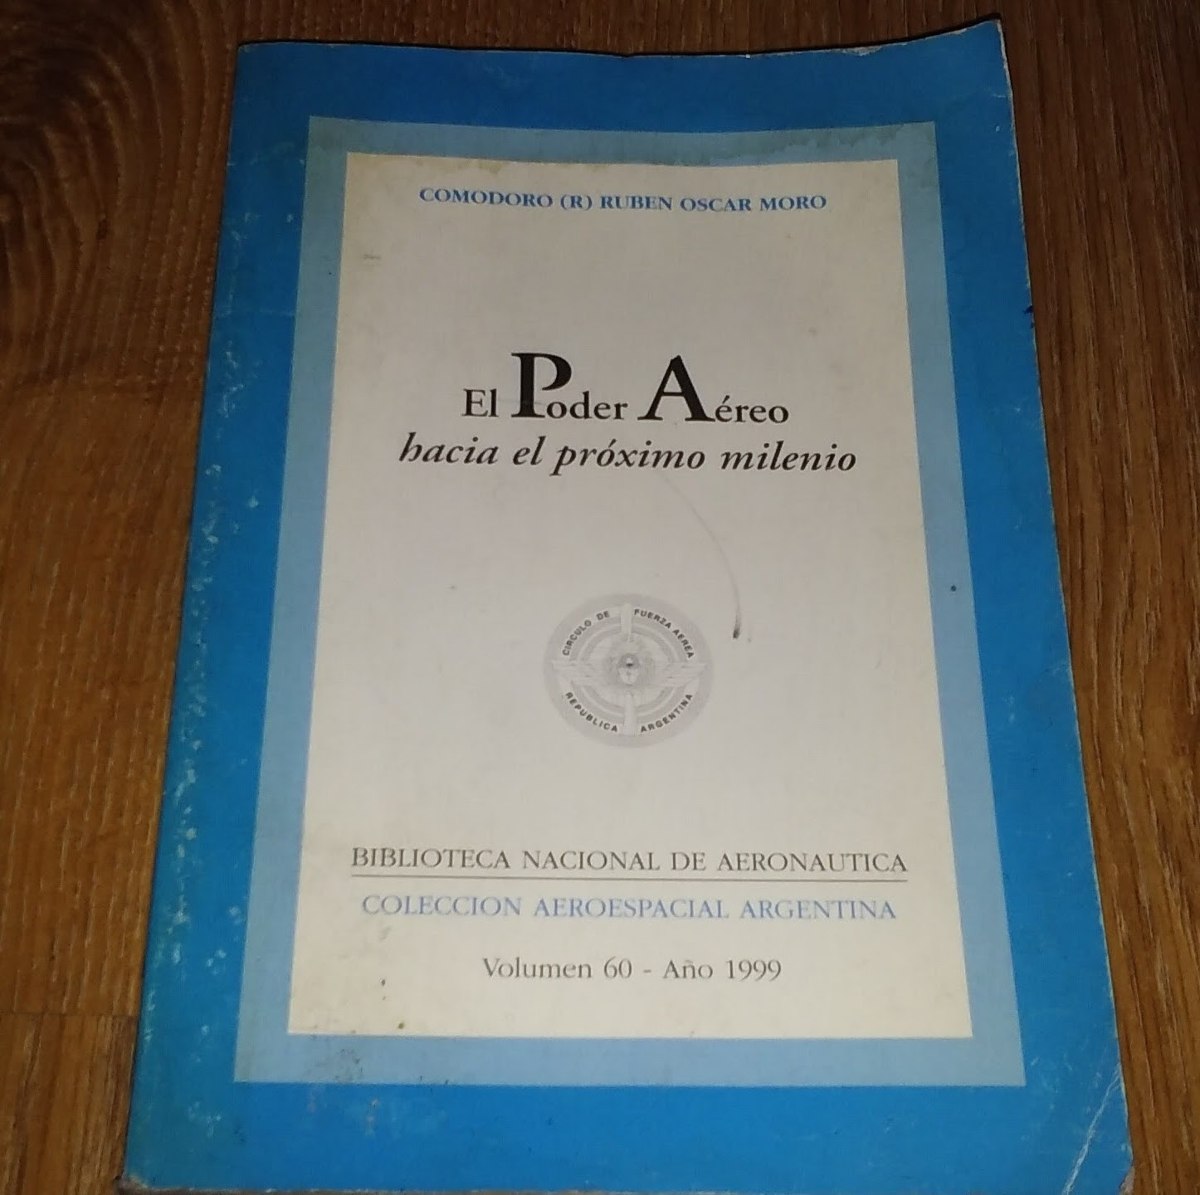 COMODORO (R) RUBEN OSCAR MORO
El Poder Aéreo
hacia el próximo milenio
CIRCULO DE FUERZA AEREA
REPUBLICA ARGENTINA
BIBLIOTECA NACIONAL DE AERONAUTICA
COLECCION AEROESPACIAL ARGENTINA
Volumen 60 - Año 1999